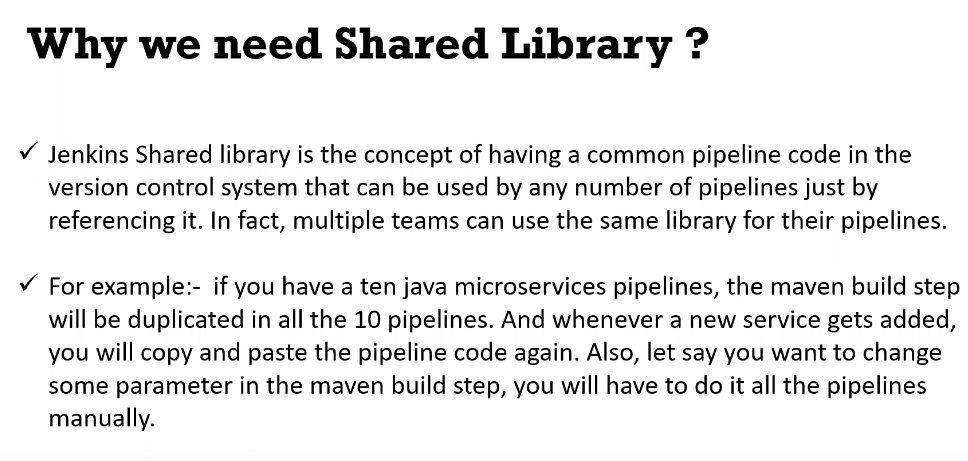 Why we need Shared Library ?
✓ Jenkins Shared library is the concept of having a common pipeline code in the
version control system that can be used by any number of pipelines just by
referencing it. In fact, multiple teams can use the same library for their pipelines.
✓ For example:- if you have a ten java microservices pipelines, the maven build step
will be duplicated in all the 10 pipelines. And whenever a new service gets added,
you will copy and paste the pipeline code again. Also, let say you want to change
some parameter in the maven build step, you will have to do it all the pipelines
manually.